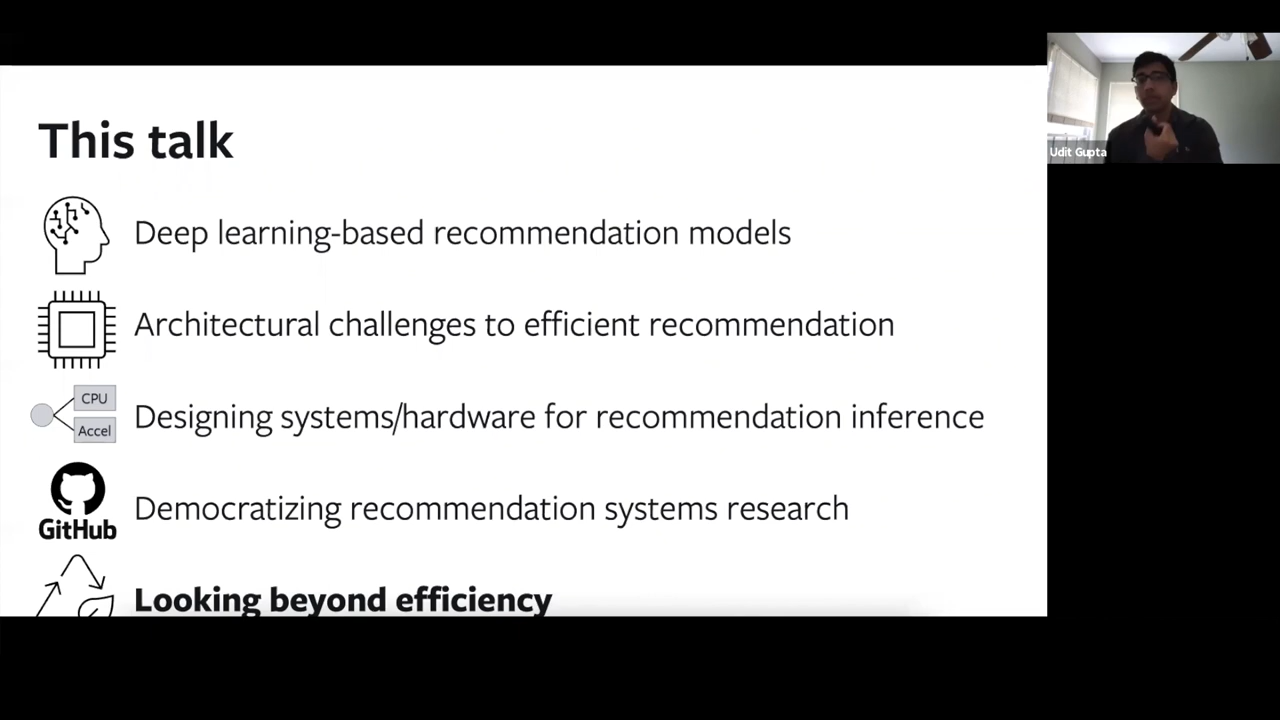 This talk
Deep learning-based recommendation models
Architectural challenges to efficient recommendation
CPU
Accel
Designing systems/hardware for recommendation inference
GitHub
Democratizing recommendation systems research
Looking beyond efficiency
Udit Gupta